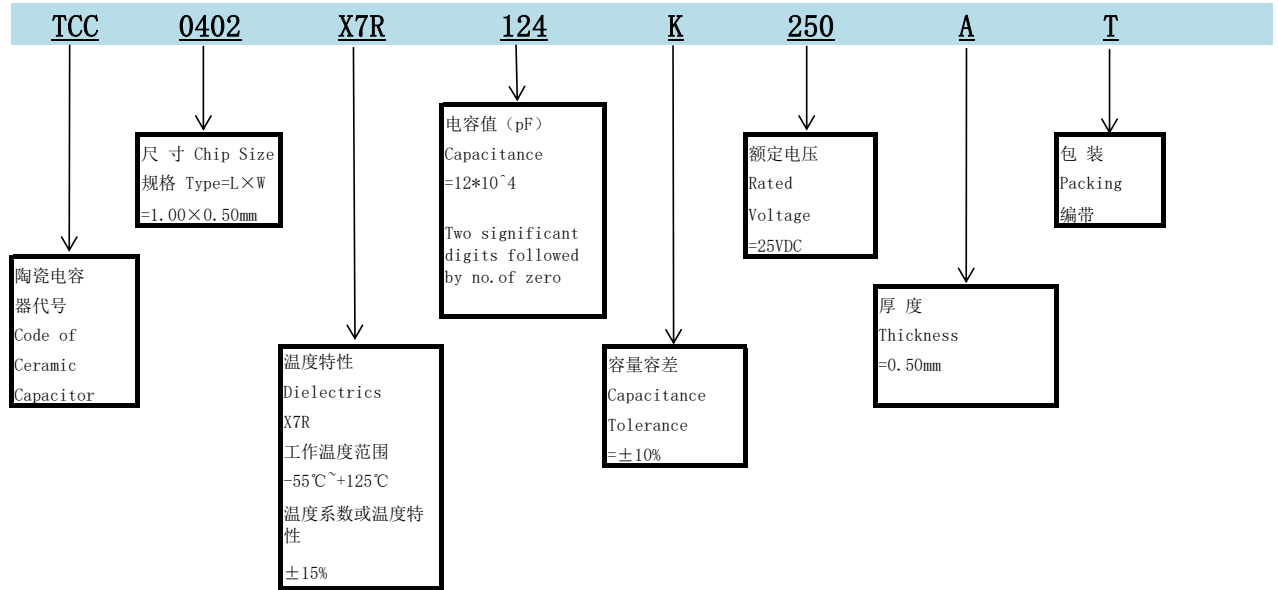 TCC 0402 X7R 124 K 250 A T
陶瓷电容
器代号
Code of
Ceramic
Capacitor
尺 寸 Chip Size
规格 Type=L×W
=1.00×0.50mm
温度特性
Dielectrics
X7R
工作温度范围
-55℃~+125℃
温度系数或温度特
性
±15%
电容值（pF）
Capacitance
=12*10^4
Two significant
digits followed
by no.of zero
容量容差
Capacitance
Tolerance
=±10%
额定电压
Rated
Voltage
=25VDC
厚 度
Thickness
=0.50mm
包 装
Packing
编带